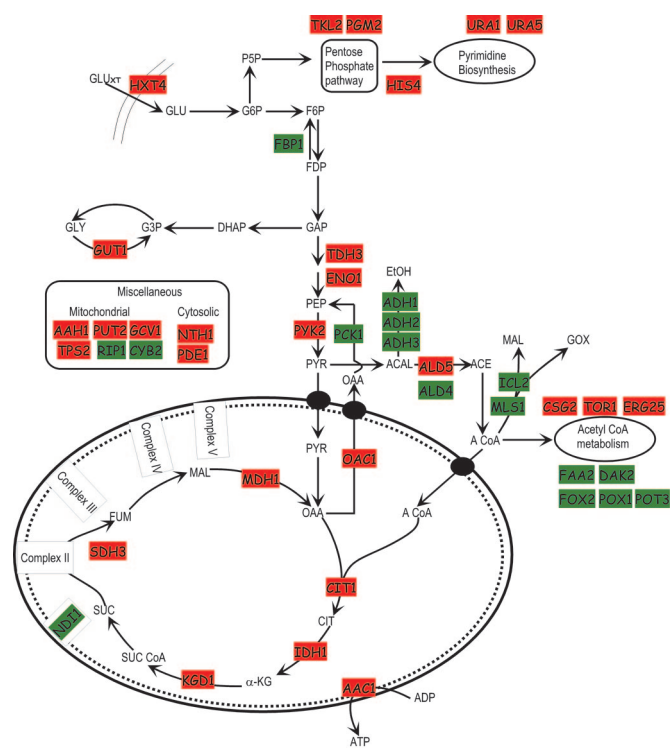 TKL2 PGM2
URA1 URA5
P5P
Pentose
Phosphate
pathway
Pyrimidine
Biosynthesis
GLUXT
HXT4
HIS4
GLU
G6P
F6P
FBP1
FDP
GLY
G3P
DHAP
GAP
GUT1
TDH3
EtOH
ENO1
Miscellaneous
Mitochondrial
Cytosolic
AAH1 PUT2 GCV1
NTH1
TPS2 RIP1 CYB2
PDE1
PEP
ADH1
ADH2
ADH3
PYK2
PCK1
MAL
GOX
PYR
ACAL
ALD5
ACE
OAA
ALD4
ICL2
MLS1
CSG2 TOR1 ERG25
A CoA
Acetyl CoA
metabolism
FAA2 DAK2
FOX2 POX1 POT3
Complex V
Complex IV
Complex III
Complex II
PYR
OAC1
MAL
MDH1
OAA
A CoA
FUM
SDH3
CIT1
SUC
NDI1
CIT
IDH1
SUC CoA
KGD1
α-KG
AAC1
ADP
ATP